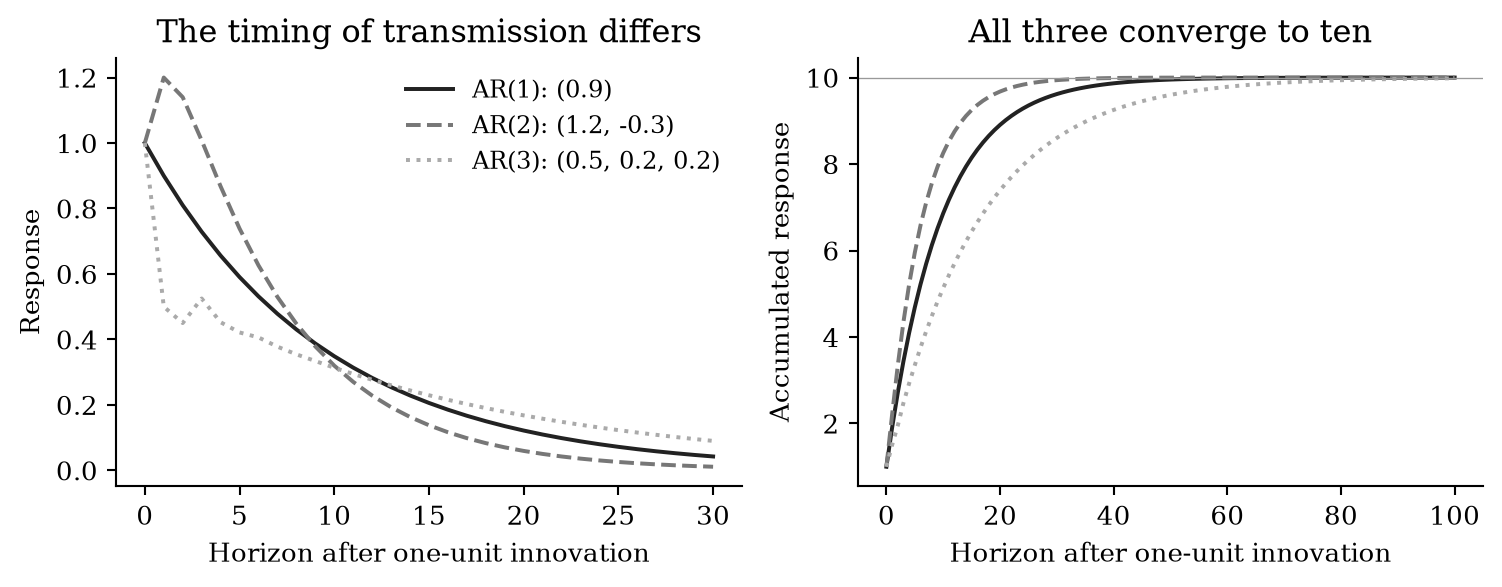 The timing of transmission differs
1.2
1.0
0.8
0.6
0.4
0.2
0.0
Response
AR(1): (0.9)
AR(2): (1.2, -0.3)
AR(3): (0.5, 0.2, 0.2)
0 5 10 15 20 25 30
Horizon after one-unit innovation
All three converge to ten
10
8
6
4
2
Accumulated response
0 20 40 60 80 100
Horizon after one-unit innovation